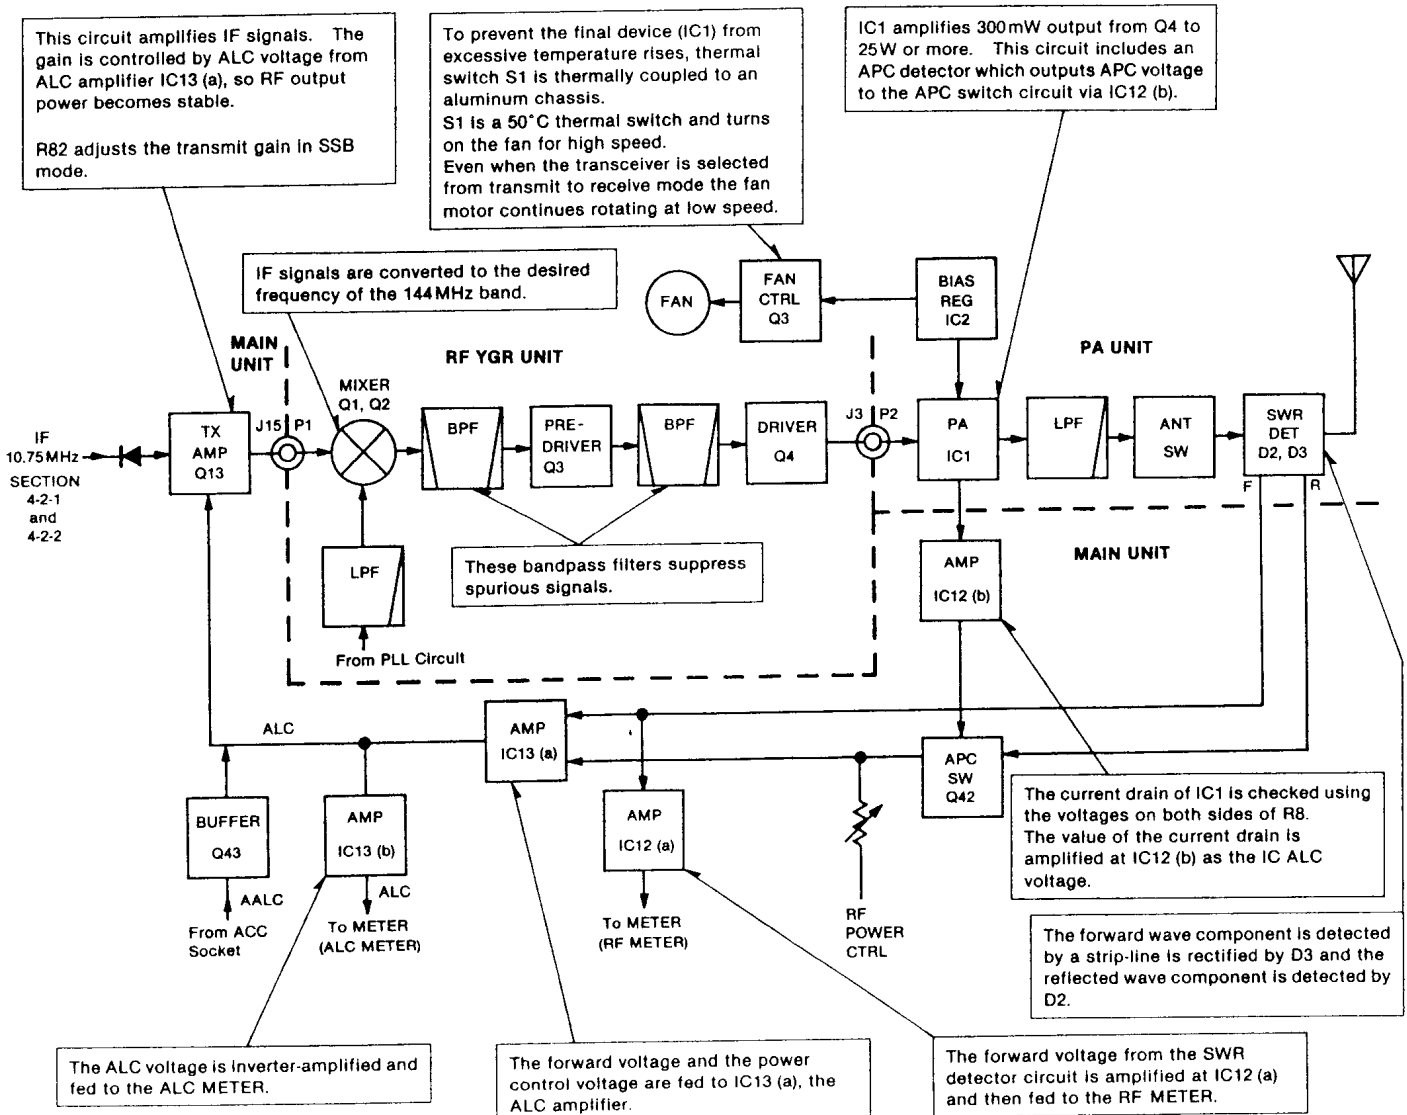 This circuit amplifies IF signals. The
gain is controlled by ALC voltage from
ALC amplifier IC13 (a), so RF output
power becomes stable.
R82 adjusts the transmit gain in SSB
mode.
To prevent the final device (IC1) from
excessive temperature rises, thermal
switch S1 is thermally coupled to an
aluminum chassis.
S1 is a 50°C thermal switch and turns
on the fan for high speed.
Even when the transceiver is selected
from transmit to receive mode the fan
motor continues rotating at low speed.
IC1 amplifies 300mW output from Q4 to
25W or more. This circuit includes an
APC detector which outputs APC voltage
to the APC switch circuit via IC12 (b).
IF signals are converted to the desired
frequency of the 144MHz band.
FAN
FAN
CTRL
Q3
BIAS
REG
IC2
MAIN
UNIT
RF YGR UNIT
PA UNIT
IF
10.75MHz
SECTION
4-2-1
and
4-2-2
TX
AMP
Q13
J15
P1
MIXER
Q1, Q2
BPF
PRE-
DRIVER
Q3
BPF
DRIVER
Q4
J3
P2
PA
IC1
LPF
ANT
SW
SWR
DET
D2, D3
F
R
LPF
From PLL Circuit
These bandpass filters suppress
spurious signals.
MAIN UNIT
AMP
IC12 (b)
ALC
AMP
IC13 (a)
APC
SW
Q42
BUFFER
Q43
AALC
From ACC
Socket
AMP
IC13 (b)
ALC
To METER
(ALC METER)
AMP
IC12 (a)
To METER
(RF METER)
RF
POWER
CTRL
The current drain of IC1 is checked using
the voltages on both sides of R8.
The value of the current drain is
amplified at IC12 (b) as the IC ALC
voltage.
The forward wave component is detected
by a strip-line is rectified by D3 and the
reflected wave component is detected by
D2.
The ALC voltage is inverter-amplified and
fed to the ALC METER.
The forward voltage and the power
control voltage are fed to IC13 (a), the
ALC amplifier.
The forward voltage from the SWR
detector circuit is amplified at IC12 (a)
and then fed to the RF METER.